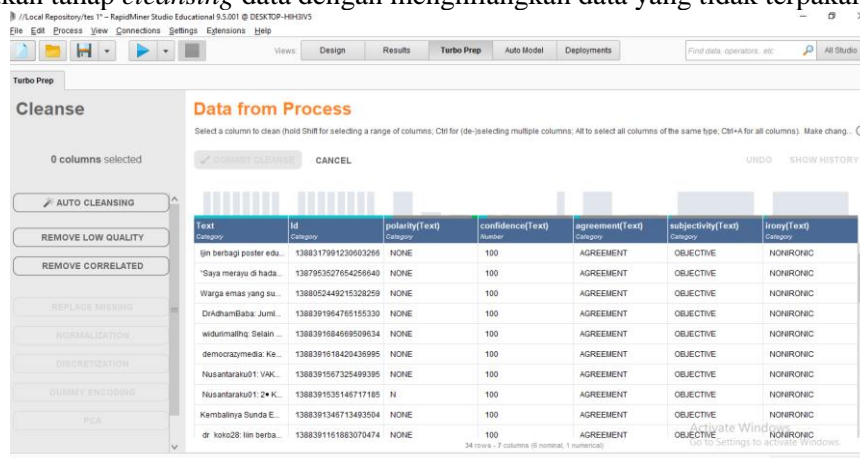 kan tahap cleansing data dengan menghilangkan data yang tidak terpakai
//Local Repository/tes 1* – RapidMiner Studio Educational 9.5.001 @ DESKTOP-HIH3IV5
File Edit Process View Connections Settings Extensions Help
Views: Design Results Turbo Prep Auto Model Deployments Find data, operators, etc All Studio
Turbo Prep
Cleanse
Data from Process
Select a column to clean (hold Shift for selecting a range of columns; Ctrl for (de-)selecting multiple columns; Alt to select all columns of the same type; Ctrl+A for all columns). Make chang...
0 columns selected
COMMIT CLEANSE CANCEL UNDO SHOW HISTORY
AUTO CLEANSING
REMOVE LOW QUALITY
REMOVE CORRELATED
REPLACE MISSING
NORMALIZATION
DISCRETIZATION
DUMMY ENCODING
PCA
Text Id polarity(Text) confidence(Text) agreement(Text) subjectivity(Text) irony(Text)
Category Category Category Number Category Category Category
Ijin berbagi poster edu... 1388317991230603266 NONE 100 AGREEMENT OBJECTIVE NONIRONIC
"Saya merayu di hada... 1387953527654256640 NONE 100 AGREEMENT OBJECTIVE NONIRONIC
Warga emas yang su... 1388052449215328259 NONE 100 AGREEMENT OBJECTIVE NONIRONIC
DrAdhamBaba: Juml... 1388391964765155330 NONE 100 AGREEMENT OBJECTIVE NONIRONIC
widurimallhq: Selain ... 1388391684669509634 NONE 100 AGREEMENT OBJECTIVE NONIRONIC
democrazymedia: Ke... 1388391618420436995 NONE 100 AGREEMENT OBJECTIVE NONIRONIC
Nusantaraku01: VAK... 1388391567325499395 NONE 100 AGREEMENT OBJECTIVE NONIRONIC
Nusantaraku01: 2• K... 1388391535146717185 N 100 AGREEMENT OBJECTIVE NONIRONIC
Kembalinya Sunda E... 1388391346713493504 NONE 100 AGREEMENT OBJECTIVE NONIRONIC
dr_koko28: Iiin berba... 1388391161883070474 NONE 100 AGREEMENT OBJECTIVE NONIRONIC
34 rows - 7 columns (6 nominal, 1 numerical)
Activate Windows
Go to Settings to activate Windows.